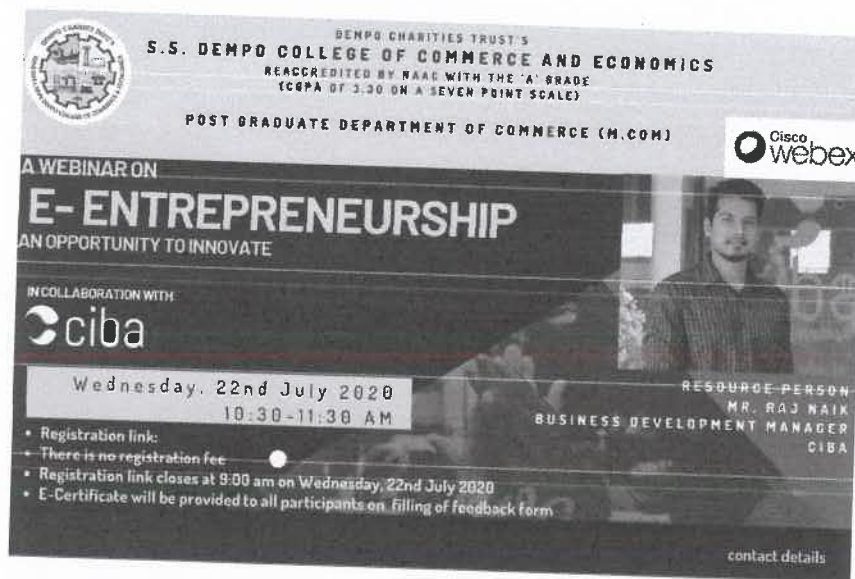 DEMPO CHARITIES TRUST'S
S.S. DEMPO COLLEGE OF COMMERCE AND ECONOMICS
REACCREDITED BY NAAC WITH THE 'A' GRADE
(CGPA OF 3.30 ON A SEVEN POINT SCALE)
POST GRADUATE DEPARTMENT OF COMMERCE (M.COM)
Cisco
webex
A WEBINAR ON
E- ENTREPRENEURSHIP
AN OPPORTUNITY TO INNOVATE
IN COLLABORATION WITH
ciba
Wednesday, 22nd July 2020
10:30-11:30 AM
RESOURCE PERSON
MR. RAJ NAIK
BUSINESS DEVELOPMENT MANAGER
CIBA
• Registration link:
• There is no registration fee
• Registration link closes at 9:00 am on Wednesday, 22nd July 2020
• E-Certificate will be provided to all participants on filling of feedback form
contact details